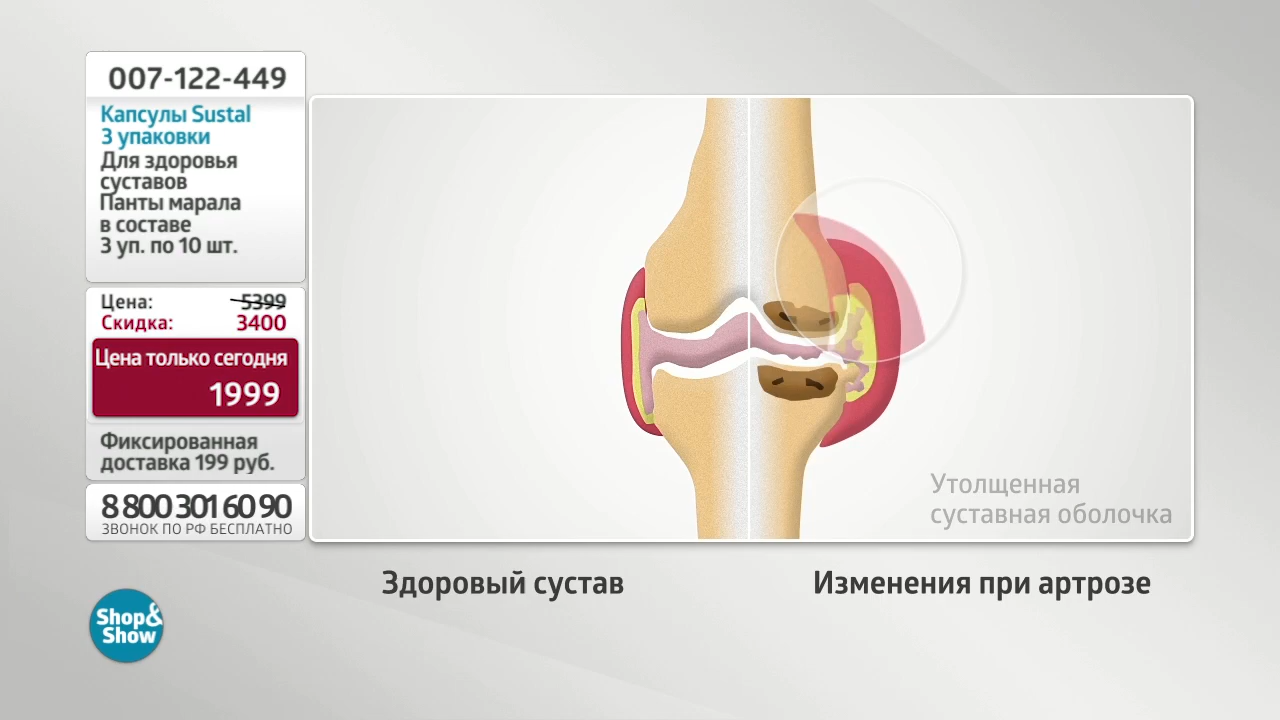 007-122-449
Капсулы Sustal
3 упаковки
Для здоровья
суставов
Панты марала
в составе
3 уп. по 10 шт.
Цена: 5399
Скидка: 3400
Цена только сегодня
1999
Фиксированная
доставка 199 руб.
8 800 301 60 90
ЗВОНОК ПО РФ БЕСПЛАТНО
Утолщенная
суставная оболочка
Здоровый сустав
Изменения при артрозе
Shop&
Show